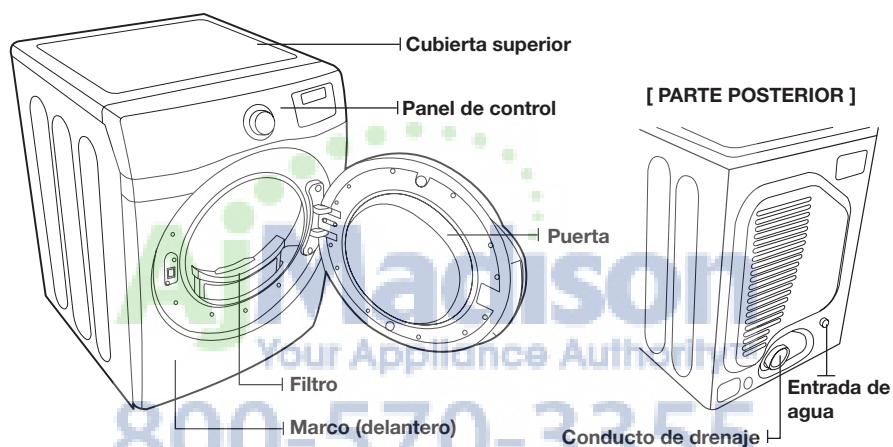 Cubierta superior
Panel de control
[ PARTE POSTERIOR ]
Puerta
AjMadison
Your Appliance Authority™
Filtro
Entrada de
agua
Marco (delantero)
Conducto de drenaje
800-570-3355